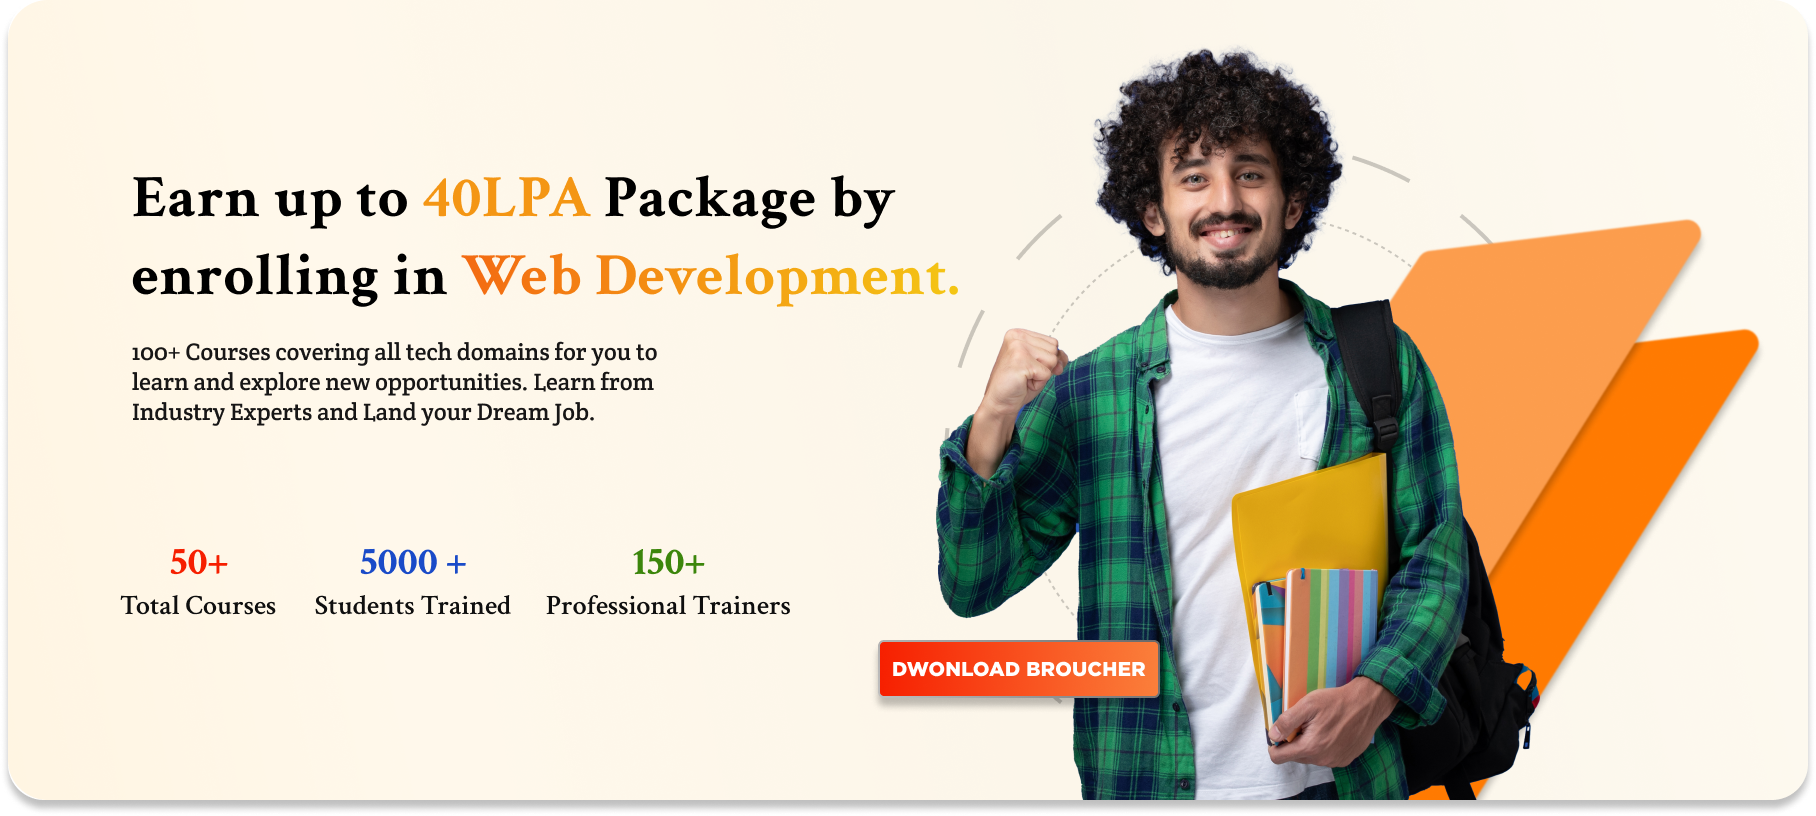 Earn up to 40LPA Package by
enrolling in Web Development.
100+ Courses covering all tech domains for you to
learn and explore new opportunities. Learn from
Industry Experts and Land your Dream Job.
50+
Total Courses
5000 +
Students Trained
150+
Professional Trainers
DWONLOAD BROUCHER